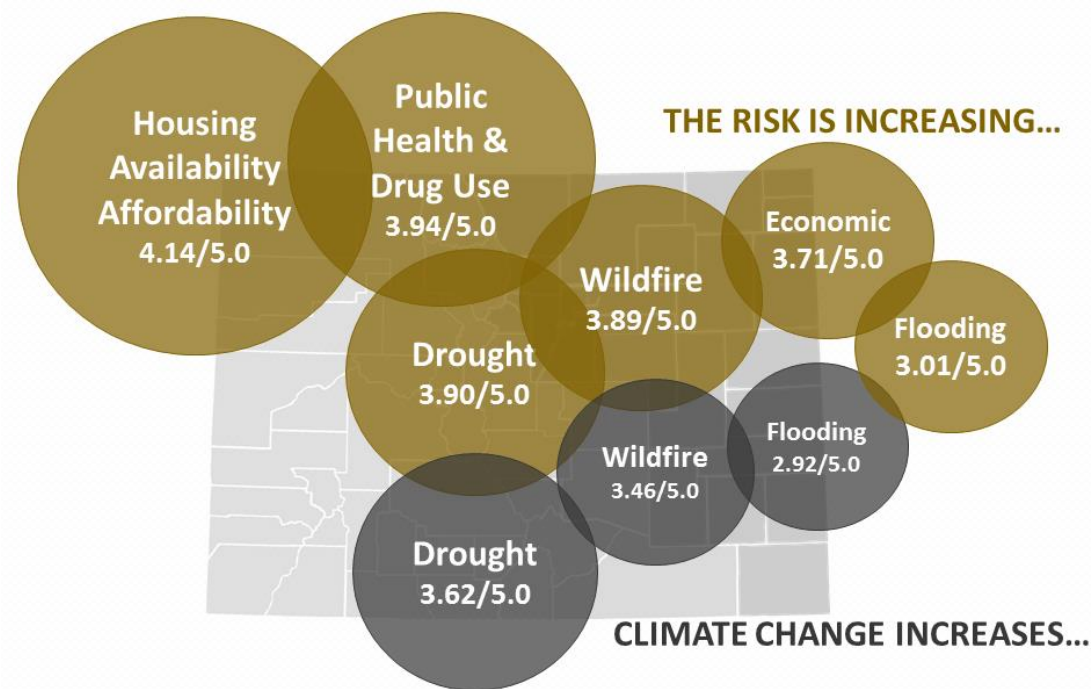 Housing
Availability
Affordability
4.14/5.0
Public
Health &
Drug Use
3.94/5.0
THE RISK IS INCREASING…
Economic
3.71/5.0
Wildfire
3.89/5.0
Flooding
3.01/5.0
Drought
3.90/5.0
Flooding
2.92/5.0
Wildfire
3.46/5.0
Drought
3.62/5.0
CLIMATE CHANGE INCREASES…